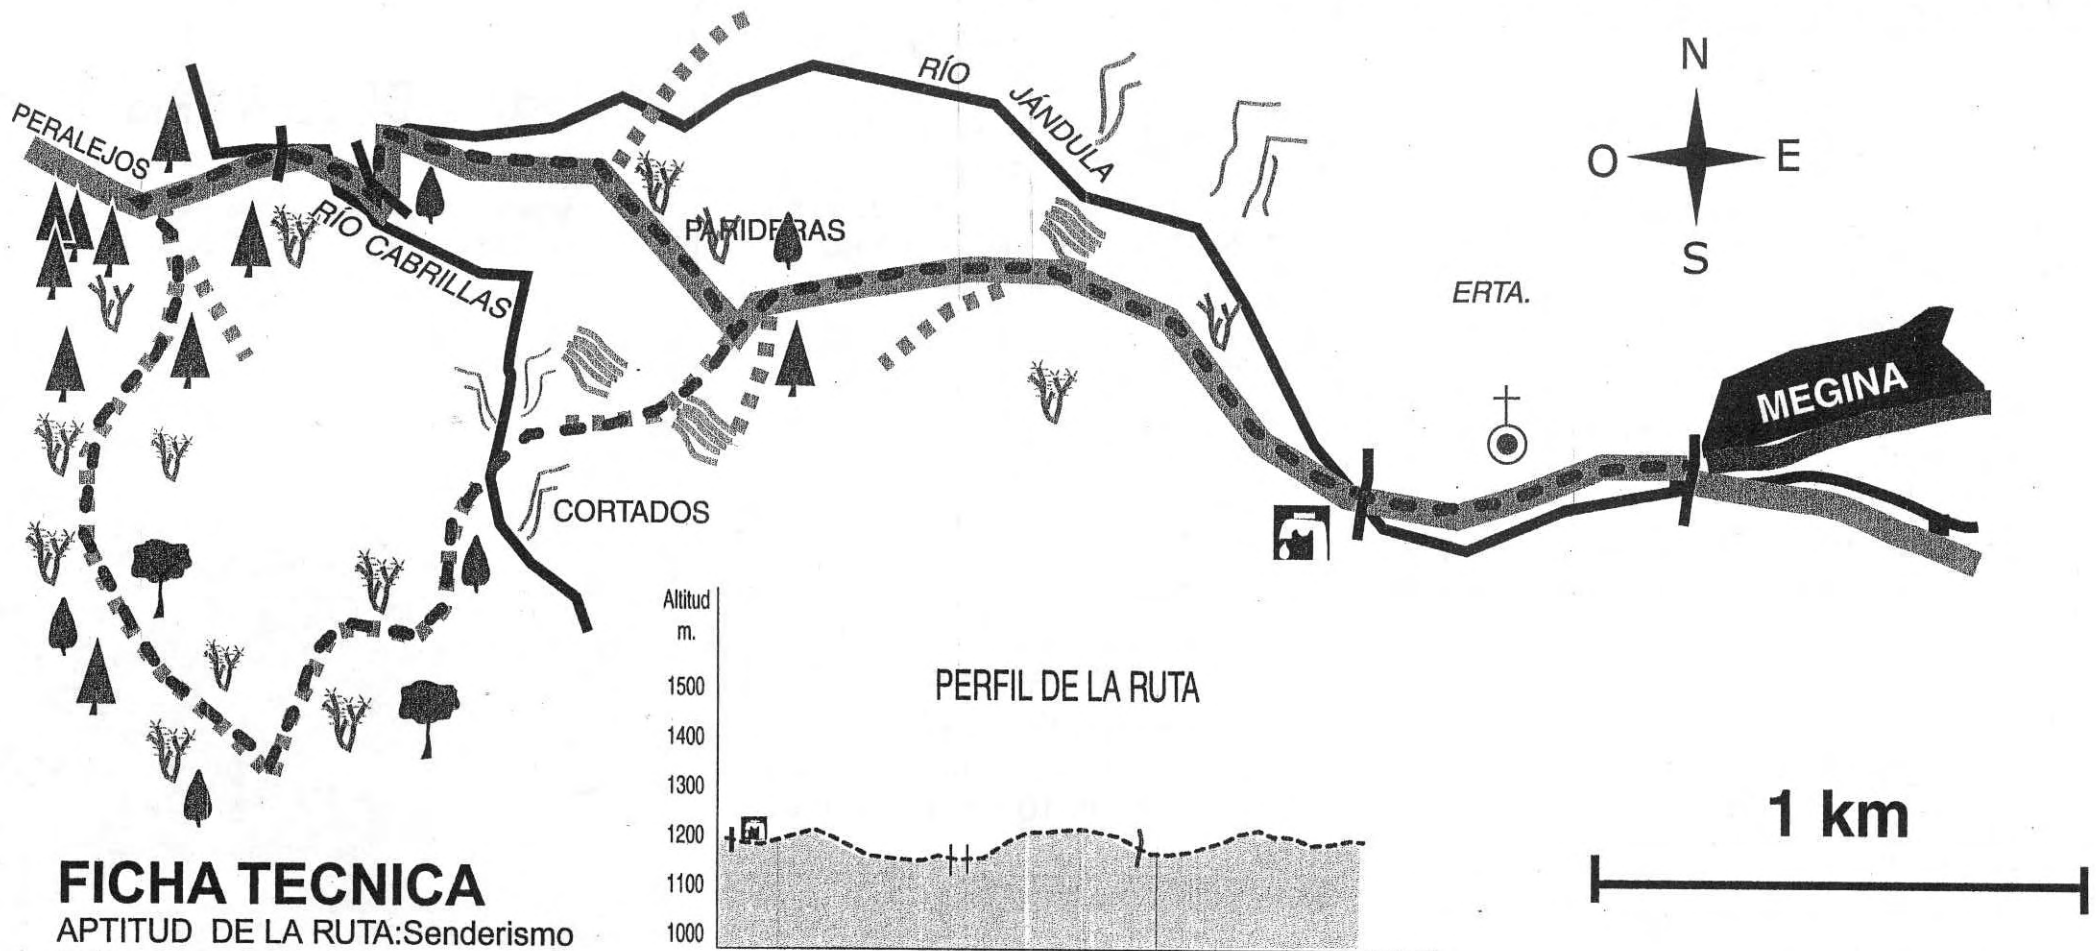 N
O
E
S
RÍO
JÁNDULA
PERALEJOS
RÍO CABRILLAS
PARIDERAS
ERTA.
MEGINA
CORTADOS
Altitud
m.
PERFIL DE LA RUTA
1500
1400
1300
1200
1100
1000
1 km
FICHA TECNICA
APTITUD DE LA RUTA:Senderismo